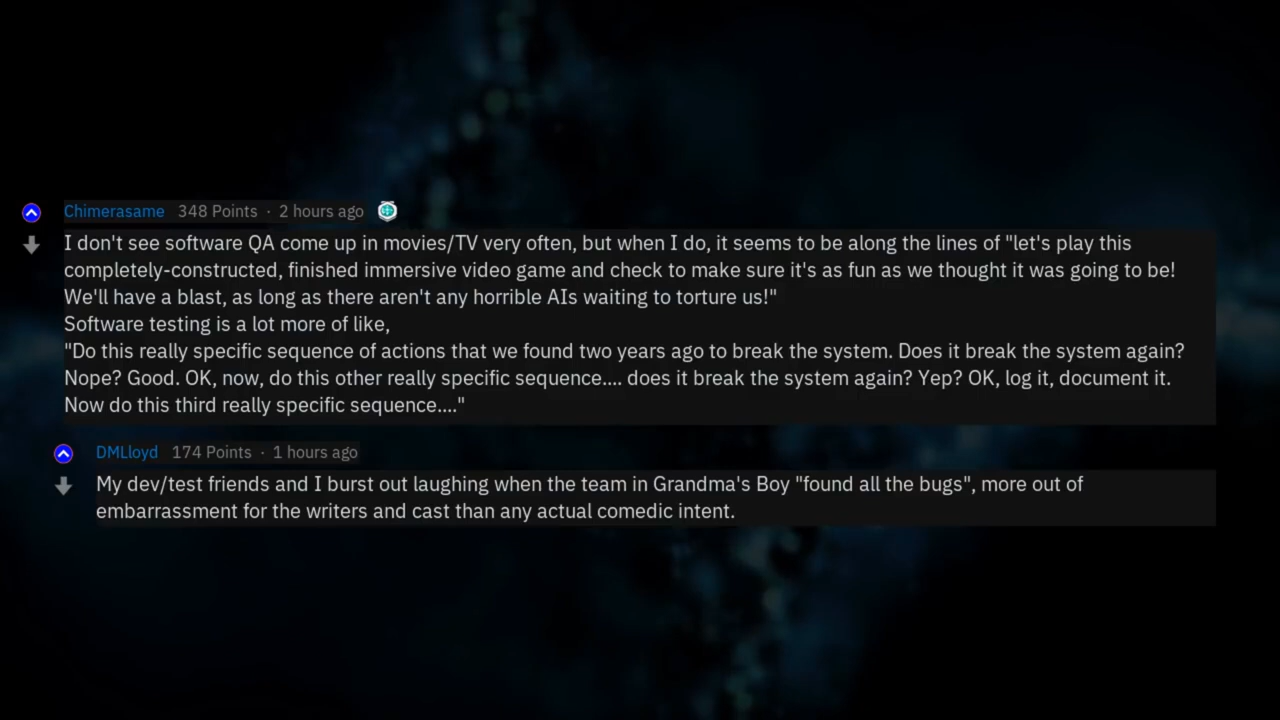 Chimerasame 348 Points · 2 hours ago
I don't see software QA come up in movies/TV very often, but when I do, it seems to be along the lines of "let's play this
completely-constructed, finished immersive video game and check to make sure it's as fun as we thought it was going to be!
We'll have a blast, as long as there aren't any horrible AIs waiting to torture us!"
Software testing is a lot more of like,
"Do this really specific sequence of actions that we found two years ago to break the system. Does it break the system again?
Nope? Good. OK, now, do this other really specific sequence.... does it break the system again? Yep? OK, log it, document it.
Now do this third really specific sequence...."
DMLloyd 174 Points · 1 hours ago
My dev/test friends and I burst out laughing when the team in Grandma's Boy "found all the bugs", more out of
embarrassment for the writers and cast than any actual comedic intent.